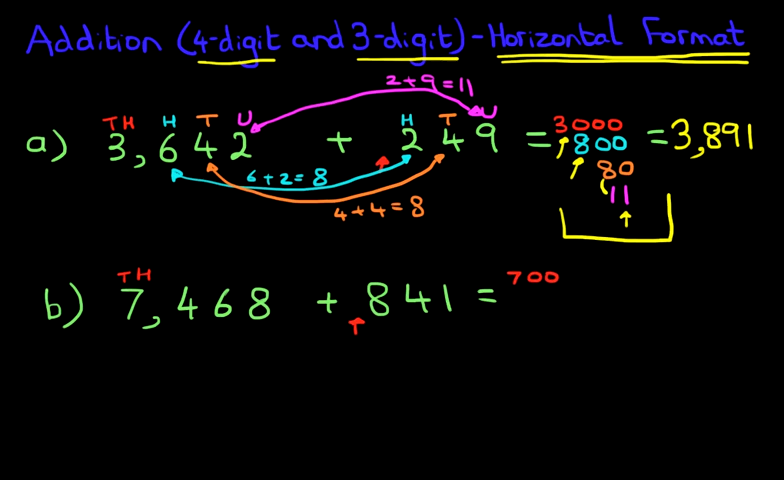 Addition (4-digit and 3-digit) - Horizontal Format
2+9=11
TH H T U H T U
a) 3,642 + 249 = 3000 = 3,891
800
80
11
6+2=8
4+4=8
TH
b) 7,468 + 841 = 700